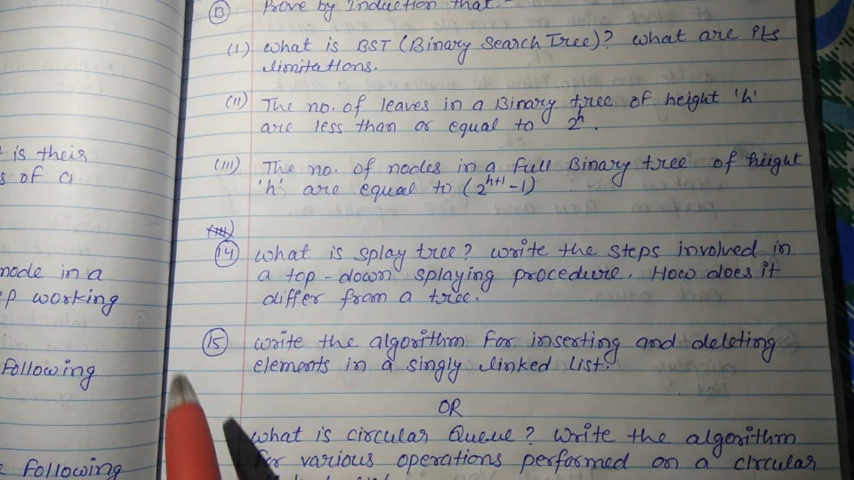 t is their
s of a
node in a
p working
Following
e Following
(13) Prove by Induction that -
(i) What is BST (Binary Search Tree)? What are its
limitations.
(ii) The no. of leaves in a Binary tree of height 'h'
are less than or equal to 2^h.
(iii) The no. of nodes in a full Binary tree of height
'h' are equal to (2^h+1 -1)
(14) What is splay tree? Write the steps involved in
a top-down splaying procedure. How does it
differ from a tree.
(15) Write the algorithm for inserting and deleting
elements in a singly linked list.
OR
What is circular Queue? Write the algorithm
for various operations performed on a circular